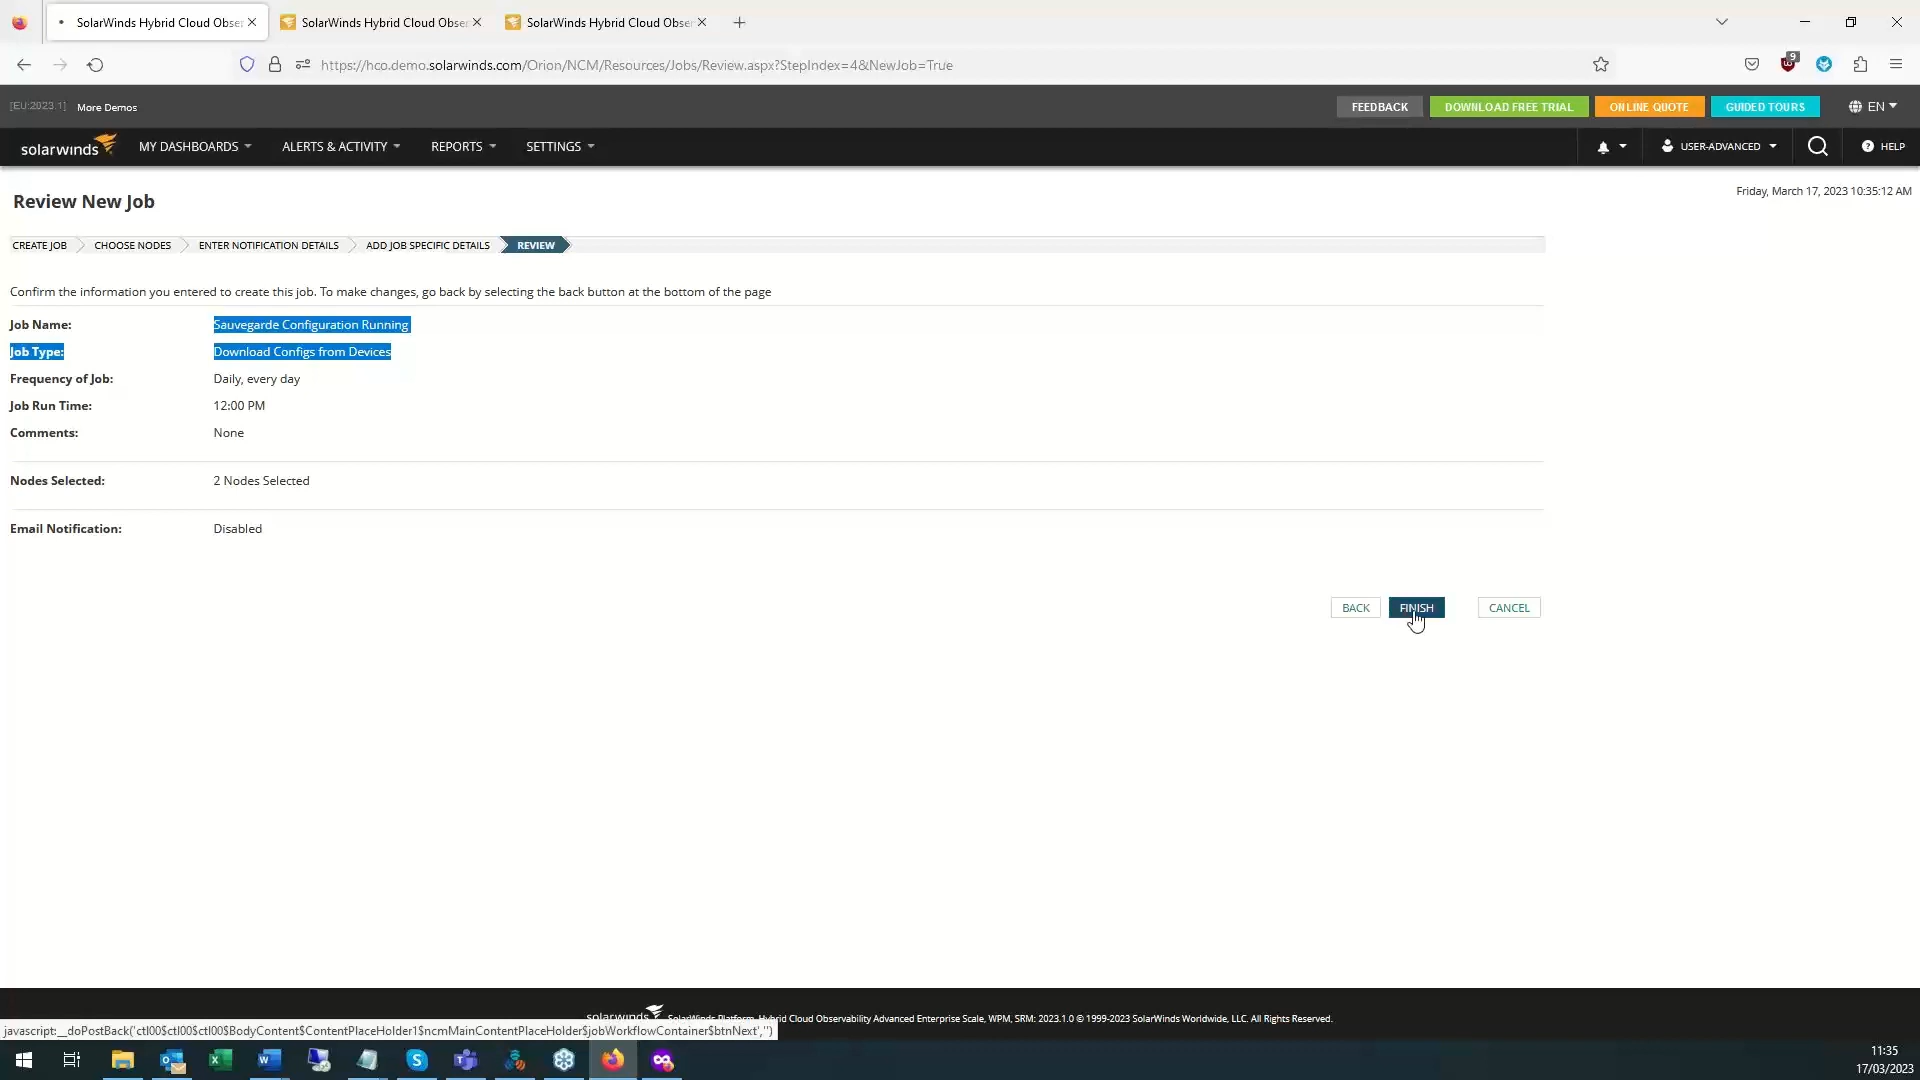 SolarWinds Hybrid Cloud Obse
SolarWinds Hybrid Cloud Obse
SolarWinds Hybrid Cloud Obse
https://hco.demo.solarwinds.com/Orion/NCM/Resources/Jobs/Review.aspx?StepIndex=4&NewJob=True
9
[EU:2023.1] More Demos
FEEDBACK DOWNLOAD FREE TRIAL ONLINE QUOTE GUIDED TOURS EN
solarwinds MY DASHBOARDS ALERTS & ACTIVITY REPORTS SETTINGS USER-ADVANCED HELP
Friday, March 17, 2023 10:35:12 AM
Review New Job
CREATE JOB CHOOSE NODES ENTER NOTIFICATION DETAILS ADD JOB SPECIFIC DETAILS REVIEW
Confirm the information you entered to create this job. To make changes, go back by selecting the back button at the bottom of the page
Job Name: Sauvegarde Configuration Running
Job Type: Download Configs from Devices
Frequency of Job: Daily, every day
Job Run Time: 12:00 PM
Comments: None
Nodes Selected: 2 Nodes Selected
Email Notification: Disabled
BACK FINISH CANCEL
solarwinds SolarWinds Platform, Hybrid Cloud Observability Advanced Enterprise Scale, WPM, SRM: 2023.1.0 © 1999-2023 SolarWinds Worldwide, LLC. All Rights Reserved.
javascript:__doPostBack('ctl00$ctl00$ctl00$BodyContent$ContentPlaceHolder1$ncmMainContentPlaceHolder$jobWorkflowContainer$btnNext','')
11:35
17/03/2023